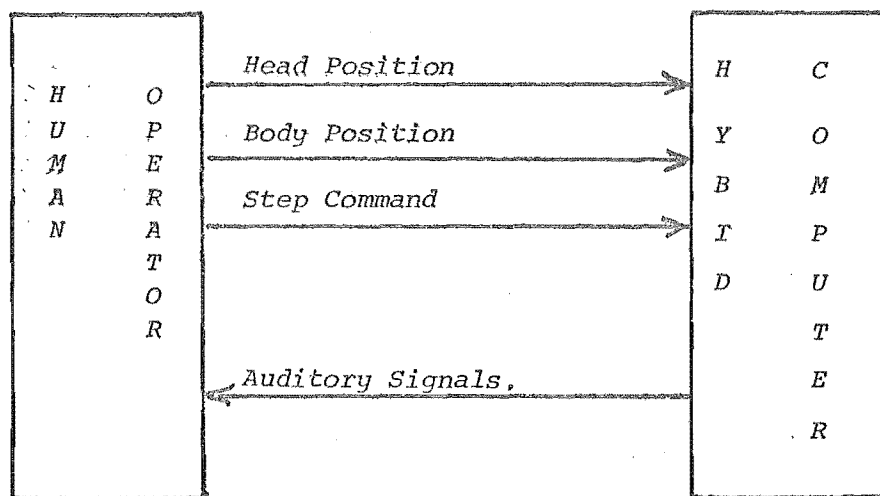 HUMAN
OPERATOR
Head Position
Body Position
Step Command
Auditory Signals.
HYBID
COMPUTER